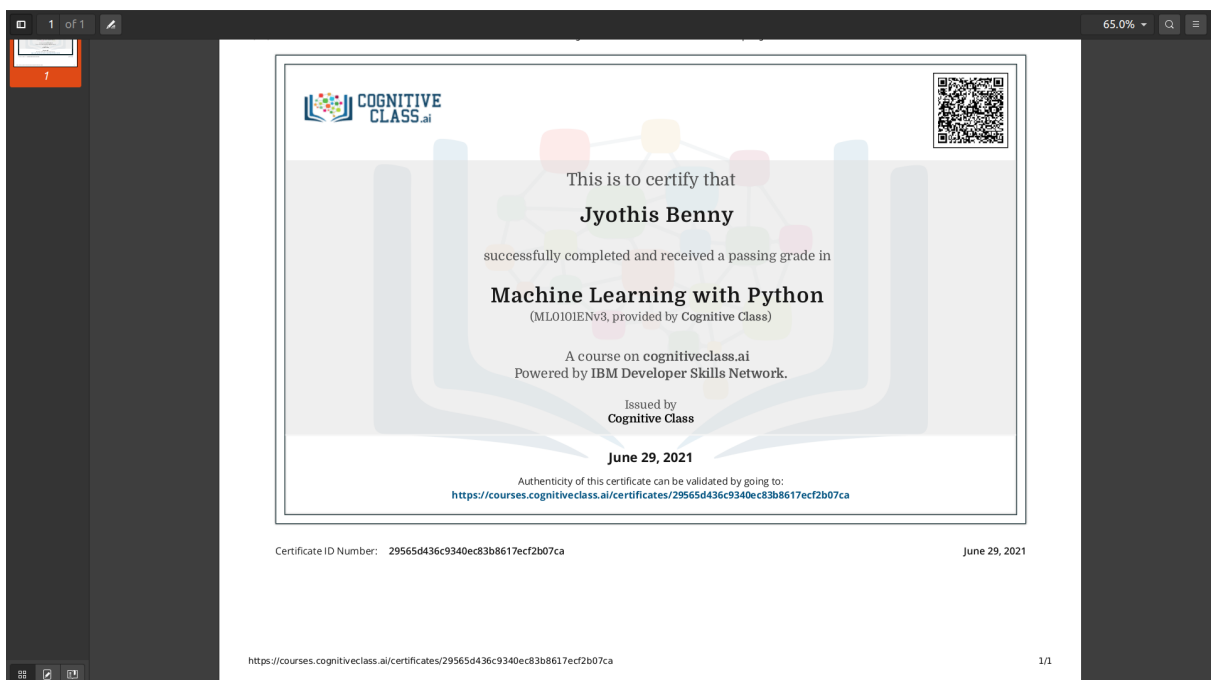 1 of 1
65.0%
1
COGNITIVE
CLASS.ai
This is to certify that
Jyothis Benny
successfully completed and received a passing grade in
Machine Learning with Python
(ML0101ENv3, provided by Cognitive Class)
A course on cognitiveclass.ai
Powered by IBM Developer Skills Network.
Issued by
Cognitive Class
June 29, 2021
Authenticity of this certificate can be validated by going to:
https://courses.cognitiveclass.ai/certificates/29565d436c9340ec83b8617ecf2b07ca
Certificate ID Number: 29565d436c9340ec83b8617ecf2b07ca June 29, 2021
https://courses.cognitiveclass.ai/certificates/29565d436c9340ec83b8617ecf2b07ca 1/1